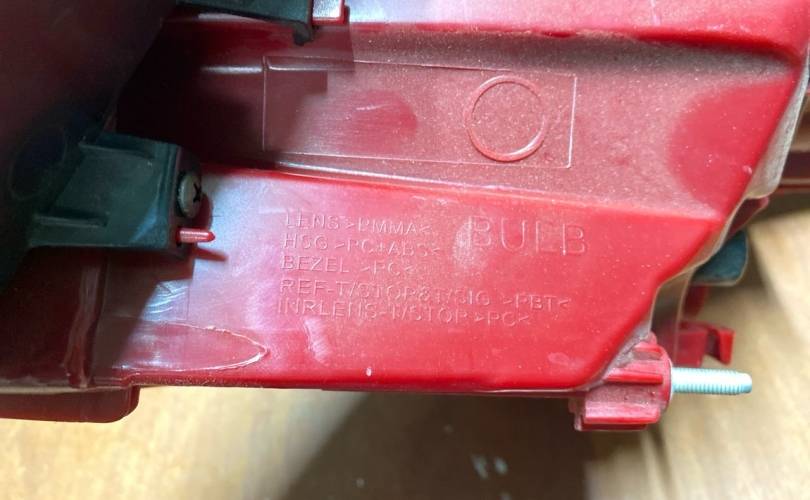 LENS >PMMA<
HSG >PC+ABS<
BULB
BEZEL >PC<
REF-T/STOP&T/SIG >PBT<
INRLENS-T/STOP >PC<